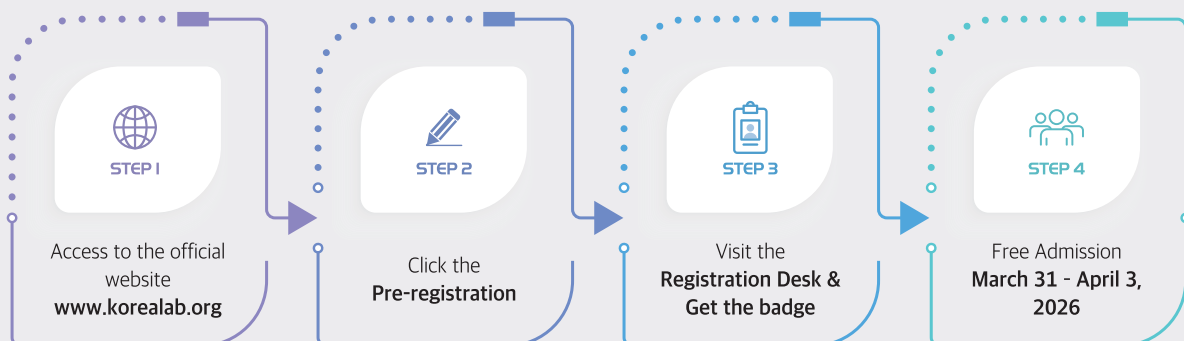 STEP 1
Access to the official
website
www.korealab.org
STEP 2
Click the
Pre-registration
STEP 3
Visit the
Registration Desk &
Get the badge
STEP 4
Free Admission
March 31 - April 3,
2026